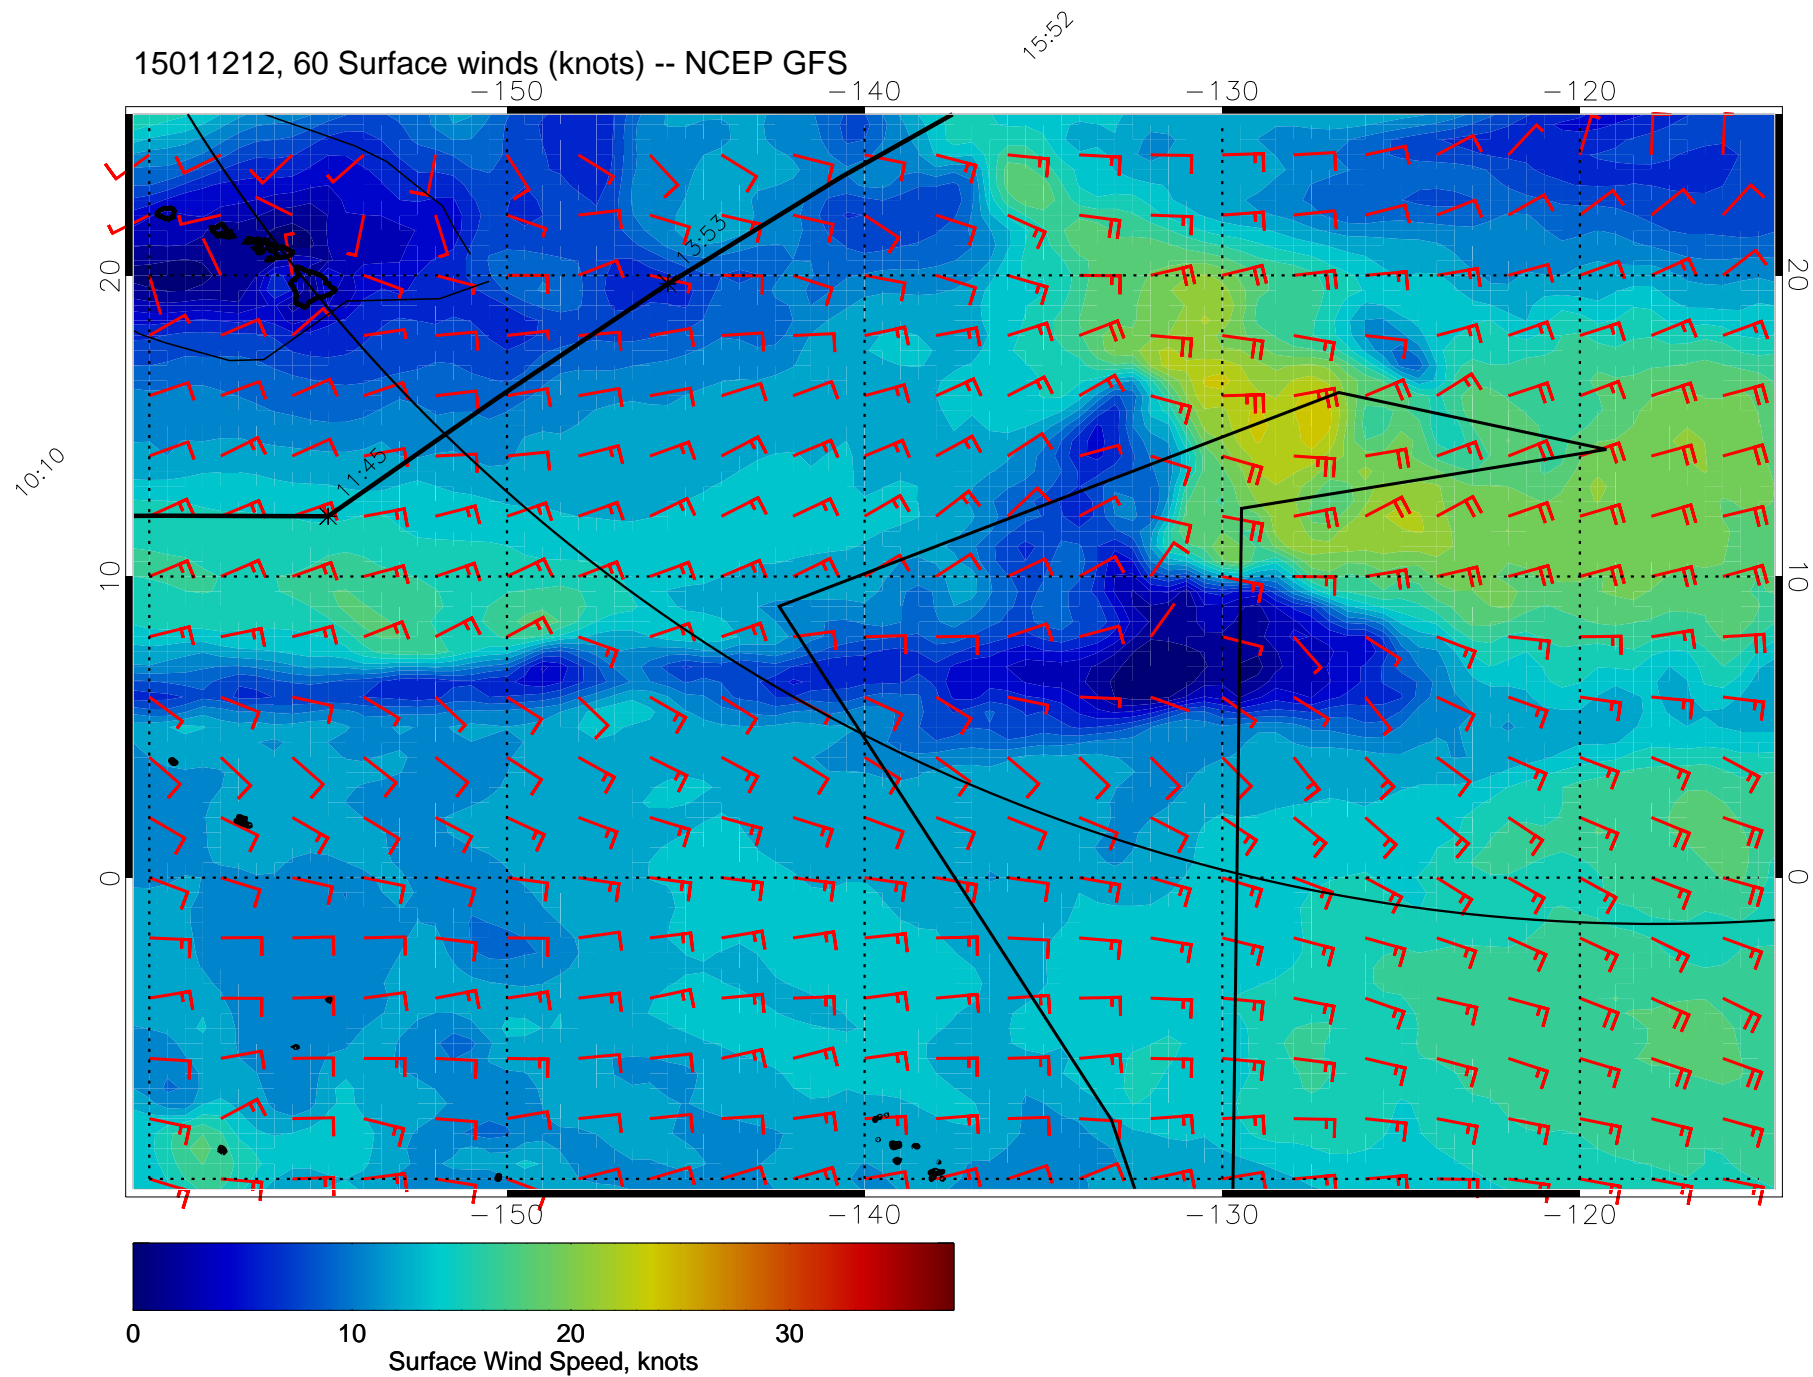 15:52
15011212, 60 Surface winds (knots) -- NCEP GFS
−150 −140 −130 −120
13:53
20 20
11:45
10:10
10 10
0 0
−150 −140 −130 −120
0 10 20 30
Surface Wind Speed, knots